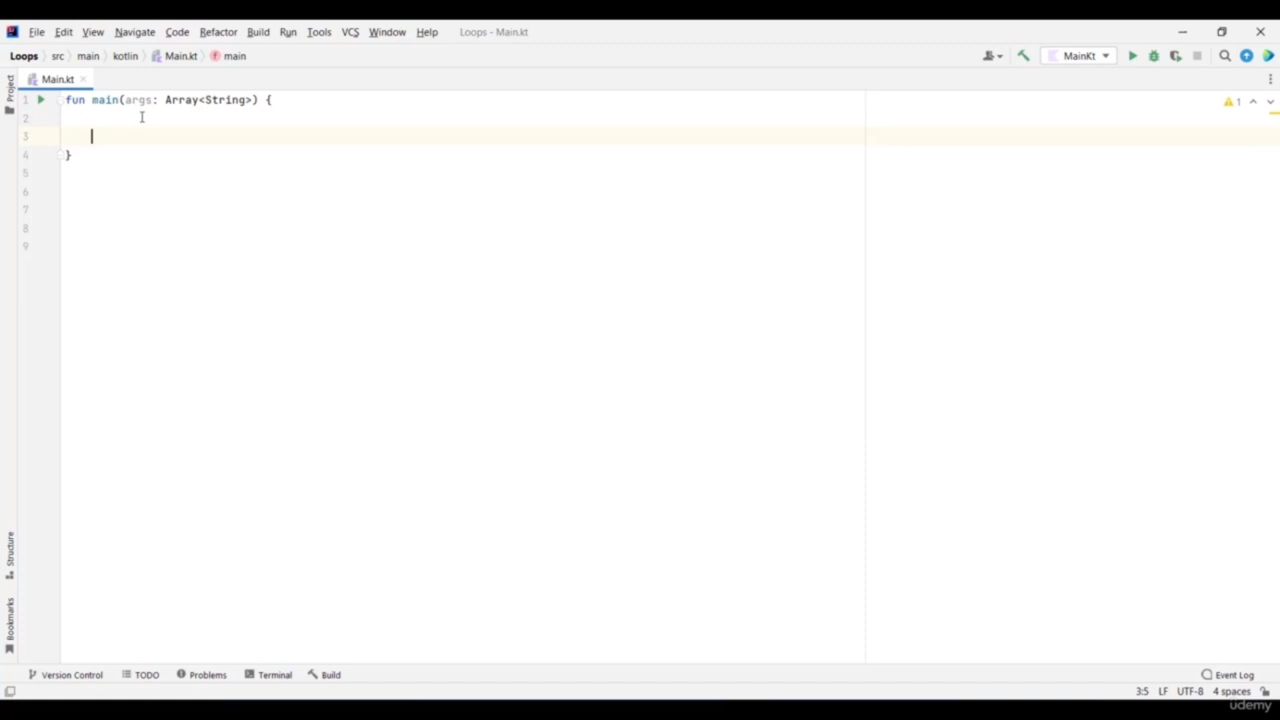 File Edit View Navigate Code Refactor Build Run Tools VCS Window Help Loops - Main.kt
Loops src main kotlin Main.kt main MainKt
Main.kt
Project
1 fun main(args: Array<String>) { 1
2
3
4 }
5
6
7
8
9
Structure
Bookmarks
Version Control TODO Problems Terminal Build Event Log
3:5 LF UTF-8 4 spaces
udemy